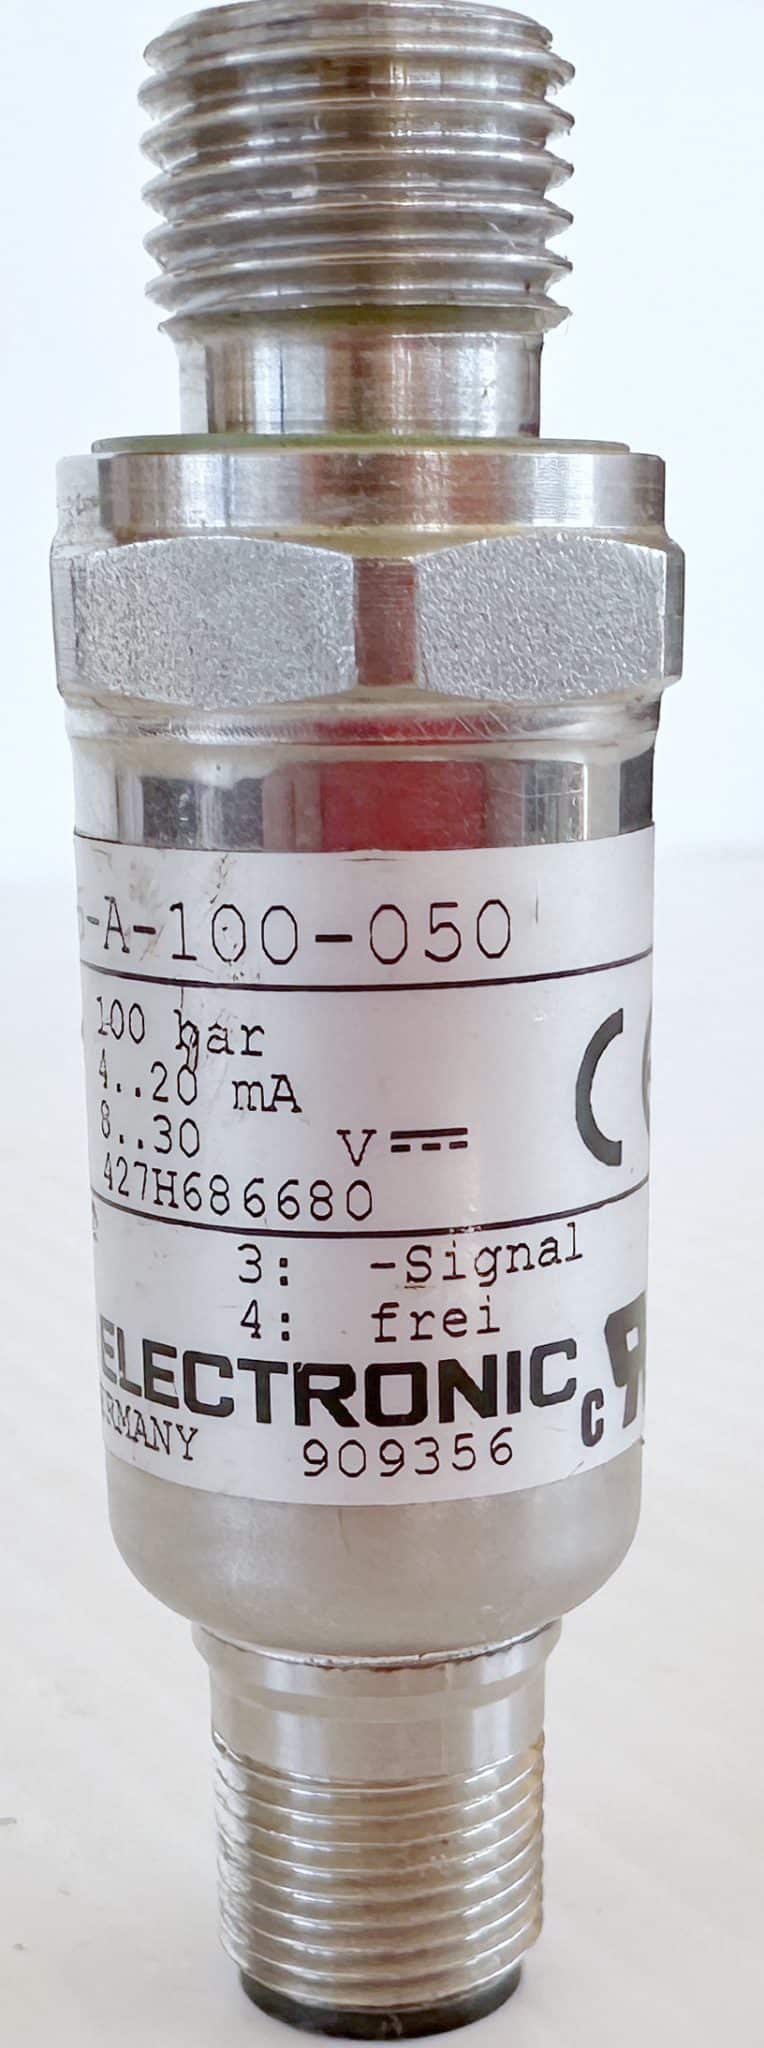 -A-100-050
100 bar
4..20 mA
8..30 V
427H686680
3: -Signal
4: frei
ELECTRONIC
RMANY 909356